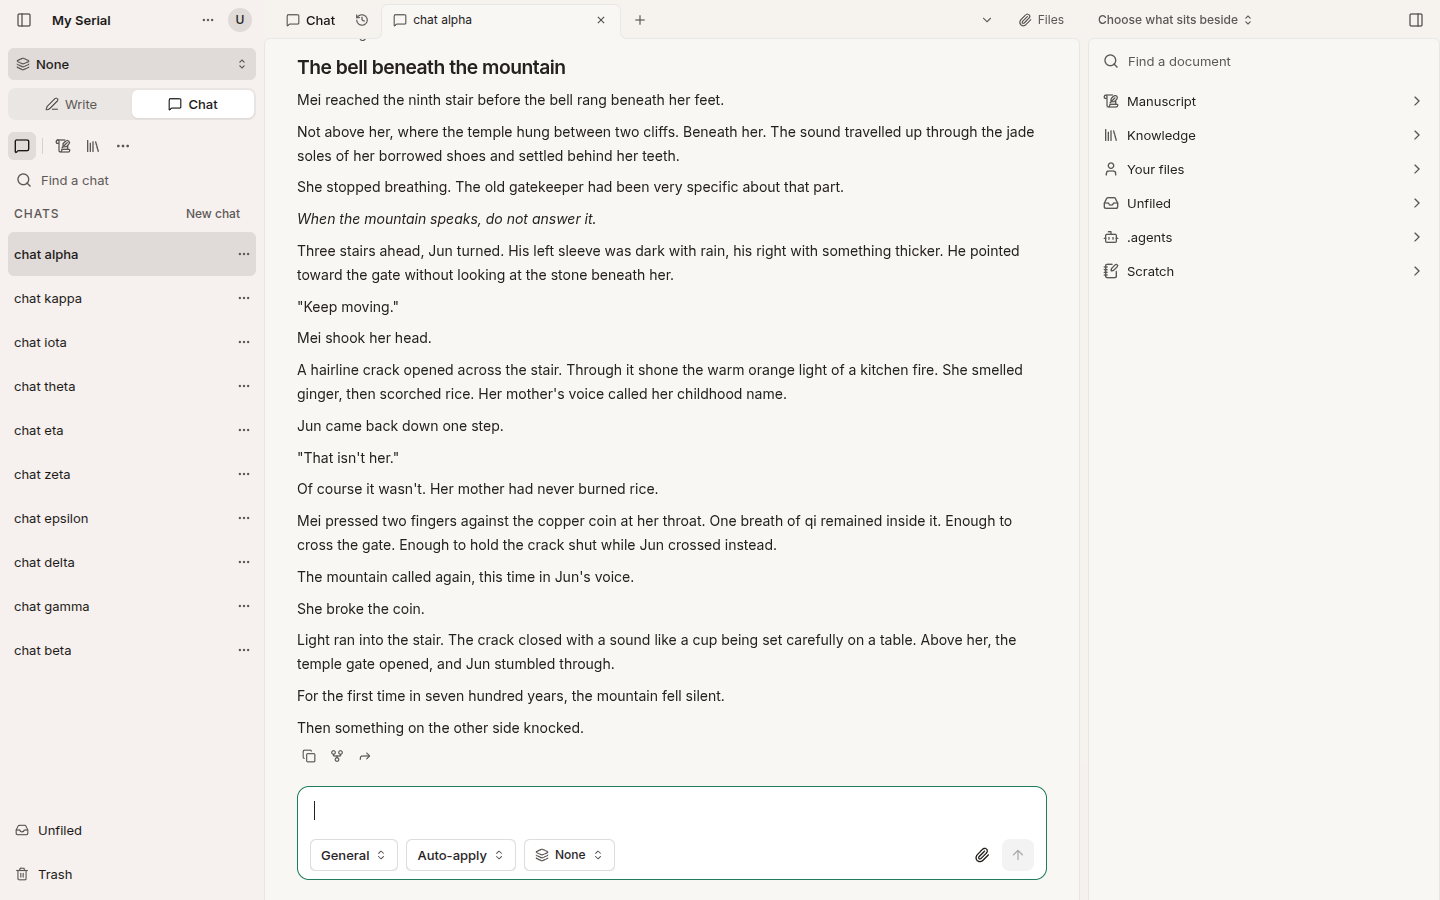 My Serial
U
None
Write
Chat
Find a chat
CHATS
New chat
chat alpha
chat kappa
chat iota
chat theta
chat eta
chat zeta
chat epsilon
chat delta
chat gamma
chat beta
Unfiled
Trash
Chat
chat alpha
Files
The bell beneath the mountain
Mei reached the ninth stair before the bell rang beneath her feet.
Not above her, where the temple hung between two cliffs. Beneath her. The sound travelled up through the jade
soles of her borrowed shoes and settled behind her teeth.
She stopped breathing. The old gatekeeper had been very specific about that part.
When the mountain speaks, do not answer it.
Three stairs ahead, Jun turned. His left sleeve was dark with rain, his right with something thicker. He pointed
toward the gate without looking at the stone beneath her.
"Keep moving."
Mei shook her head.
A hairline crack opened across the stair. Through it shone the warm orange light of a kitchen fire. She smelled
ginger, then scorched rice. Her mother's voice called her childhood name.
Jun came back down one step.
"That isn't her."
Of course it wasn't. Her mother had never burned rice.
Mei pressed two fingers against the copper coin at her throat. One breath of qi remained inside it. Enough to
cross the gate. Enough to hold the crack shut while Jun crossed instead.
The mountain called again, this time in Jun's voice.
She broke the coin.
Light ran into the stair. The crack closed with a sound like a cup being set carefully on a table. Above her, the
temple gate opened, and Jun stumbled through.
For the first time in seven hundred years, the mountain fell silent.
Then something on the other side knocked.
General
Auto-apply
None
Choose what sits beside
Find a document
Manuscript
Knowledge
Your files
Unfiled
.agents
Scratch